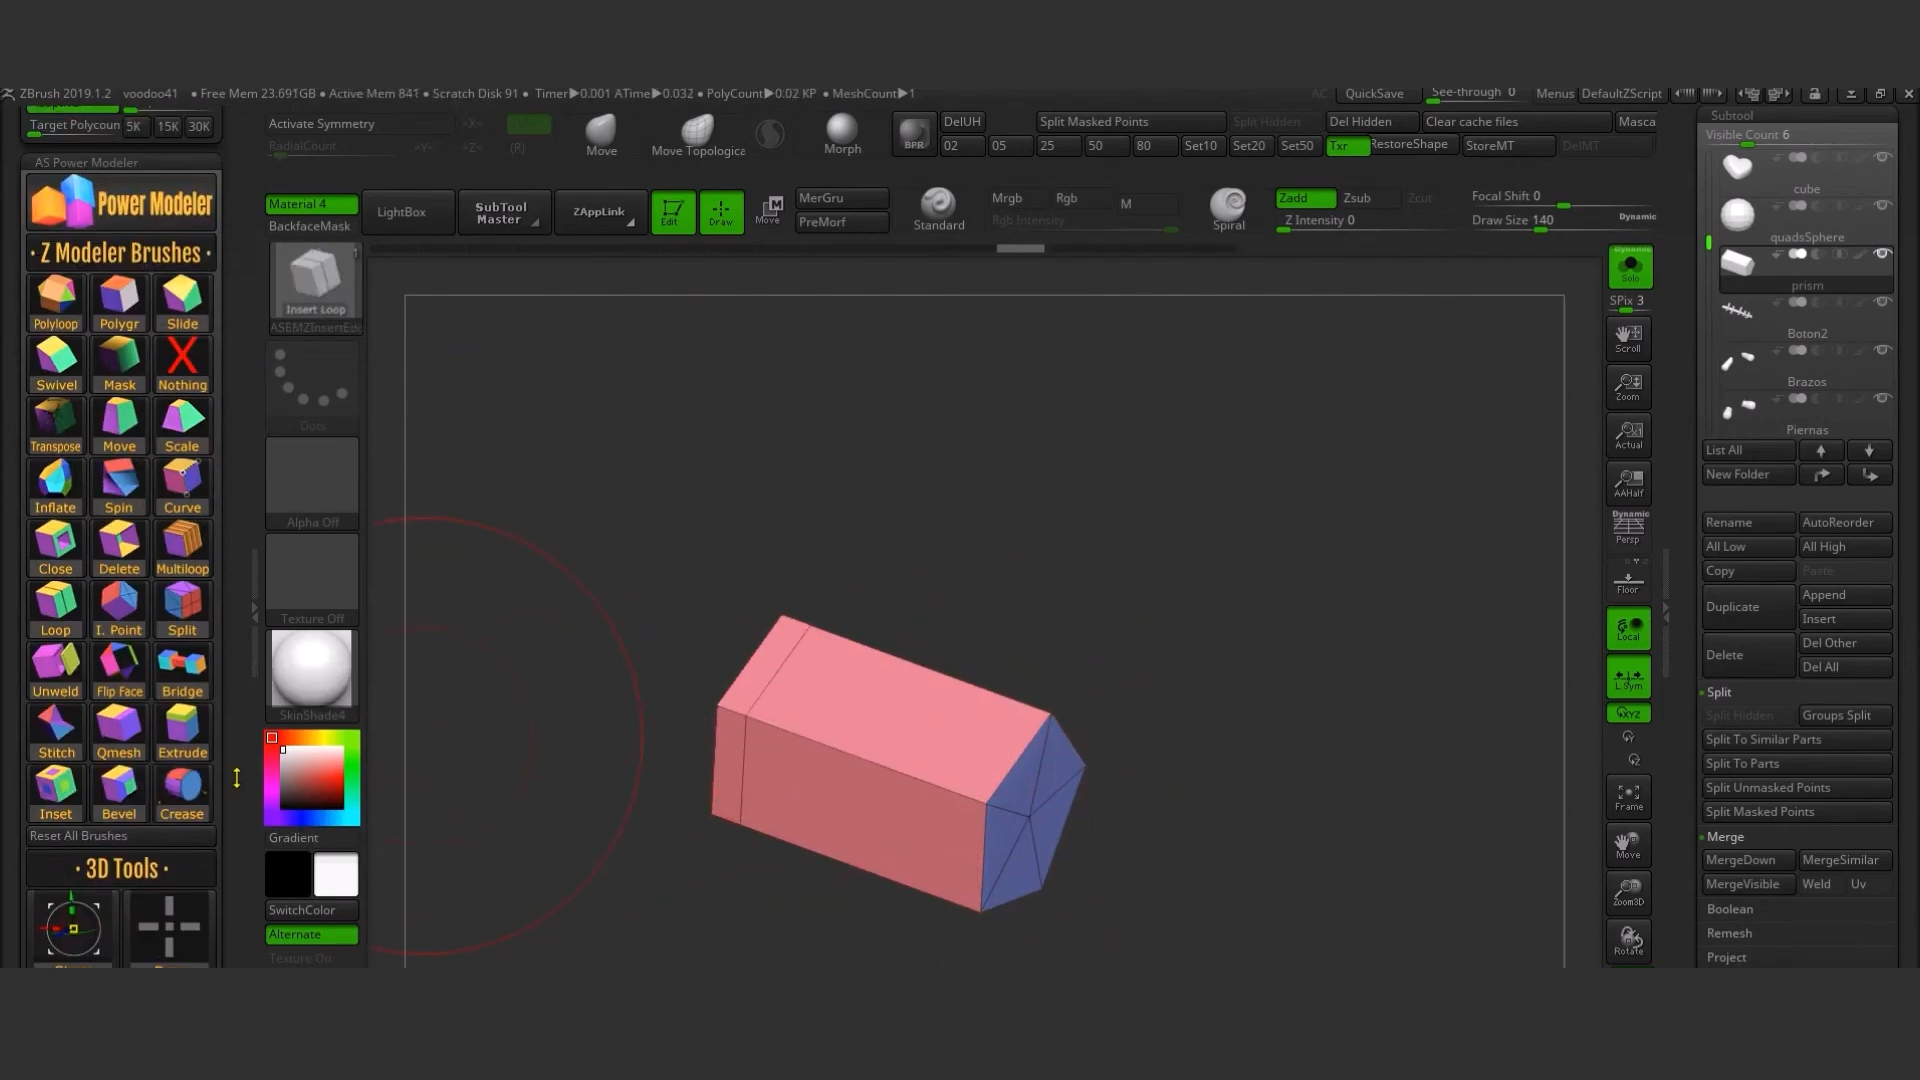 ZBrush 2019.1.2 voodoo41 ● Free Mem 23.691GB ● Active Mem 841 ● Scratch Disk 91 ● Timer▶0.001 ATime▶0.032 ● PolyCount▶0.02 KP ● MeshCount▶1 AC QuickSave See-through 0 Menus DefaultZScript
Target Polycoun 5K 15K 30K
AS Power Modeler
Power Modeler
· Z Modeler Brushes ·
Polyloop Polygr Slide
Swivel Mask Nothing
Transpose Move Scale
Inflate Spin Curve
Close Delete Multiloop
Loop I. Point Split
Unweld Flip Face Bridge
Stitch Qmesh Extrude
Inset Bevel Crease
Reset All Brushes
· 3D Tools ·
Activate Symmetry >X<
RadialCount >Y< >Z< (R)
Move Move Topologica Morph BPR
DelUH Split Masked Points Split Hidden Del Hidden Clear cache files Masca
02 05 25 50 80 Set10 Set20 Set50 Txr RestoreShape StoreMT DelMT
Material 4
BackfaceMask
LightBox SubTool Master ZAppLink Edit Draw Move
MerGru
PreMorf
Standard
Mrgb Rgb M
Rgb Intensity
Spiral
Zadd Zsub Zcut
Z Intensity 0
Focal Shift 0
Draw Size 140 Dynamic
1
Insert Loop
ASEMZInsertEd
Dots
Alpha Off
Texture Off
SkinShade4
Gradient
SwitchColor
Alternate
Texture On
Dynamic
Solo
SPix 3
Scroll
Zoom
Actual
AAHalf
Dynamic
Persp
Floor
Local
L.Sym
XYZ
Y
Z
Frame
Move
Zoom3D
Rotate
Subtool
Visible Count 6
cube
quadsSphere
prism
Boton2
Brazos
Piernas
List All
New Folder
Rename AutoReorder
All Low All High
Copy Paste
Duplicate Append
Insert
Delete Del Other
Del All
Split
Split Hidden Groups Split
Split To Similar Parts
Split To Parts
Split Unmasked Points
Split Masked Points
Merge
MergeDown MergeSimilar
MergeVisible Weld Uv
Boolean
Remesh
Project